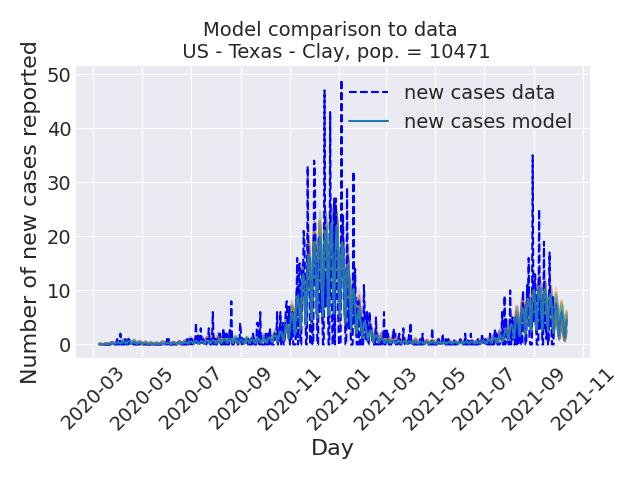 Model comparison to data
US - Texas - Clay, pop. = 10471
Number of new cases reported
50
40
30
20
10
0
new cases data
new cases model
2020-03
2020-05
2020-07
2020-09
2020-11
2021-01
2021-03
2021-05
2021-07
2021-09
2021-11
Day